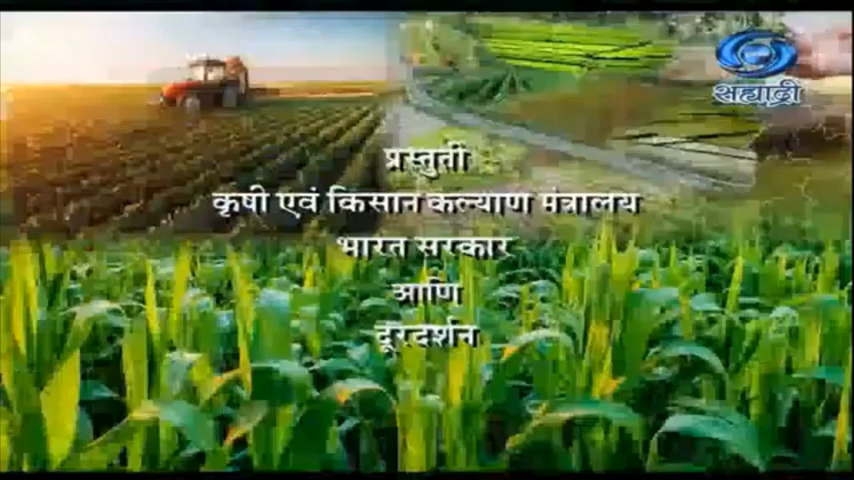 सह्याद्री
प्रस्तुती
कृषी एवं किसान कल्याण मंत्रालय
भारत सरकार
आणि
दूरदर्शन